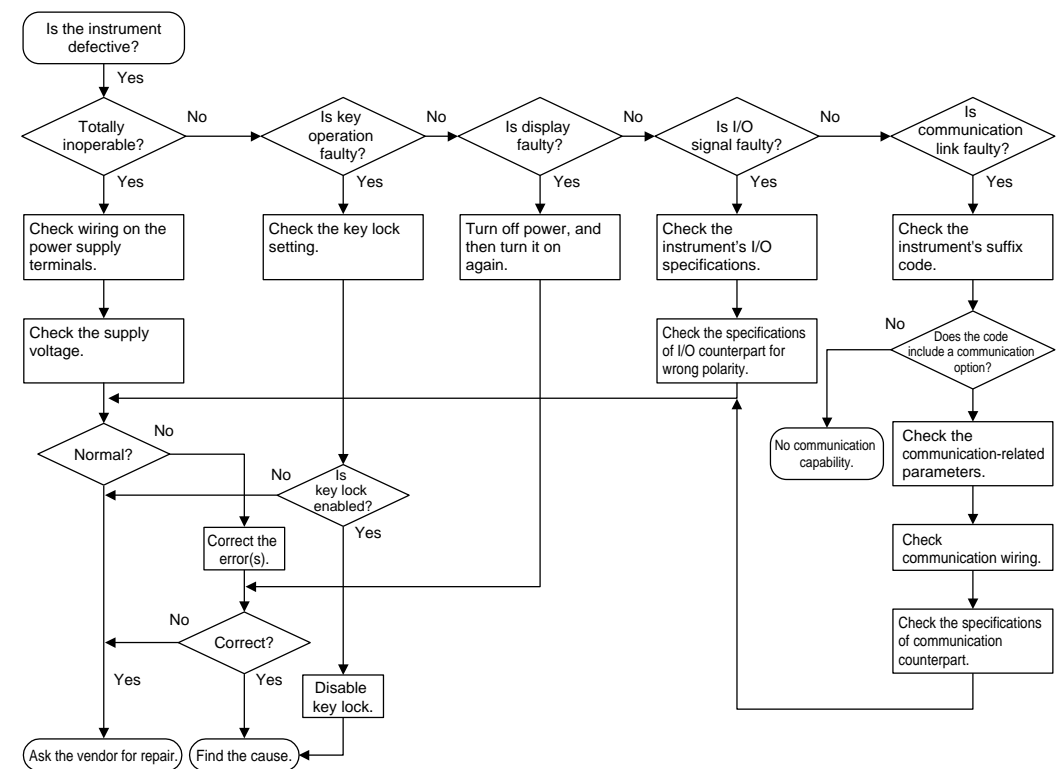 Is the instrument
defective?
Yes
Totally
inoperable?
No
Is key
operation
faulty?
No
Is display
faulty?
No
Is I/O
signal faulty?
No
Is
communication
link faulty?
Yes
Yes
Yes
Yes
Yes
Check wiring on the
power supply
terminals.
Check the key lock
setting.
Turn off power, and
then turn it on
again.
Check the
instrument's I/O
specifications.
Check the
instrument's suffix
code.
Check the supply
voltage.
Check the specifications
of I/O counterpart for
wrong polarity.
No
Does the code
include a communication
option?
No communication
capability.
Check the
communication-related
parameters.
Normal?
No
No
Is
key lock
enabled?
Yes
Correct the
error(s).
Check
communication wiring.
Check the specifications
of communication
counterpart.
No
Correct?
Yes
Yes
Disable
key lock.
Ask the vendor for repair.
Find the cause.